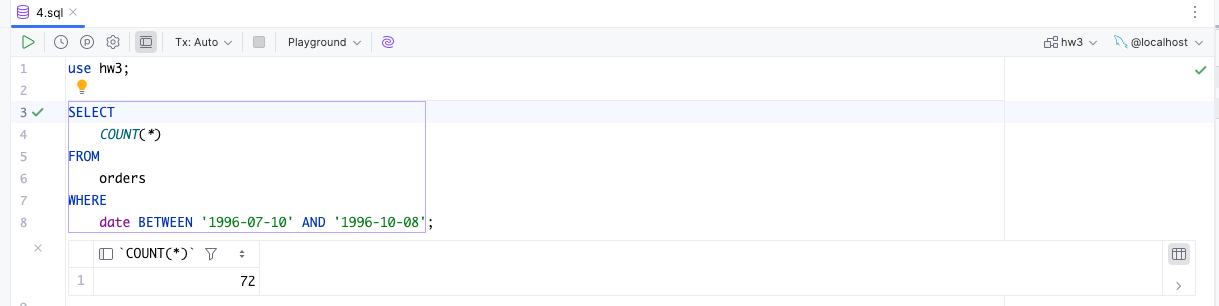 4.sql
Tx: Auto Playground hw3 @localhost
1 use hw3;
2
3 SELECT
4 COUNT(*)
5 FROM
6 orders
7 WHERE
8 date BETWEEN '1996-07-10' AND '1996-10-08';
`COUNT(*)`
1 72